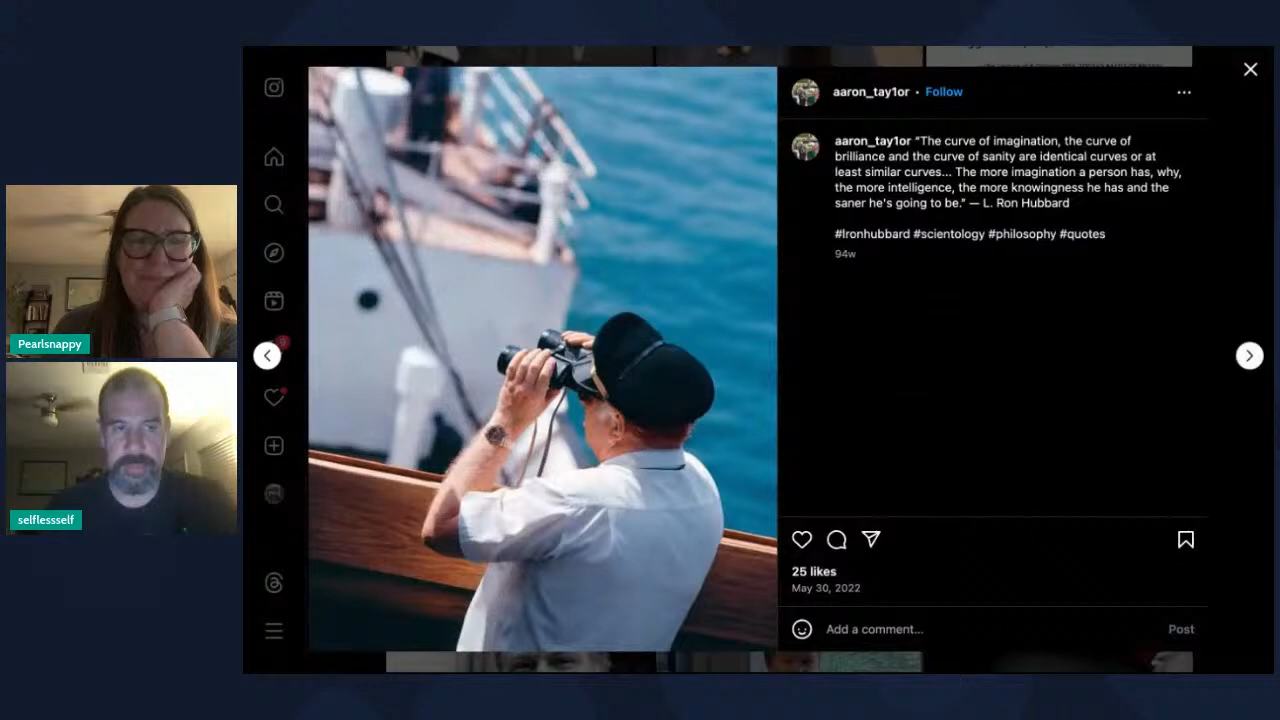 aaron_tay1or • Follow
aaron_tay1or “The curve of imagination, the curve of
brilliance and the curve of sanity are identical curves or at
least similar curves... The more imagination a person has, why,
the more intelligence, the more knowingness he has and the
saner he's going to be.” — L. Ron Hubbard
#lronhubbard #scientology #philosophy #quotes
94w
Pearlsnappy
selflessself
25 likes
May 30, 2022
Add a comment...
Post